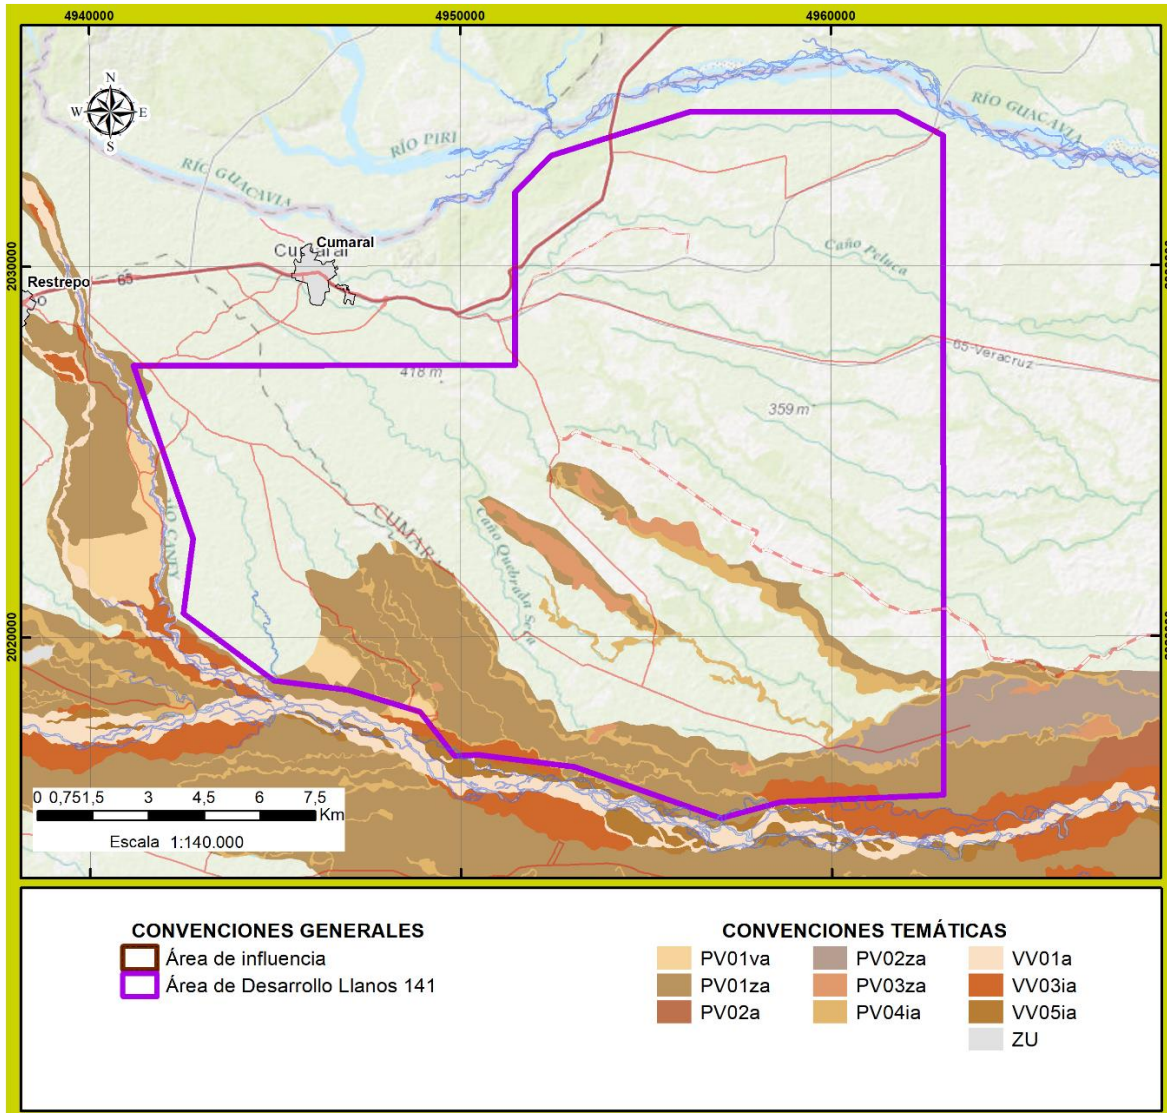 4940000 4950000 4960000
N
W E
S
RÍO PIRI
RÍO GUACAVIA
RÍO GUACAVIA
Cumaral
Cumaral
Caño Peluca
2030000
Restrepo
65
65-Veracruz
418 m
359 m
RÍO CANEY
CUMARAL
Caño Quebrada Seca
2020000
0 0,751,5 3 4,5 6 7,5
Km
Escala 1:140.000
CONVENCIONES GENERALES
Área de influencia
Área de Desarrollo Llanos 141
CONVENCIONES TEMÁTICAS
PV01va
PV01za
PV02a
PV02za
PV03za
PV04ia
VV01a
VV03ia
VV05ia
ZU